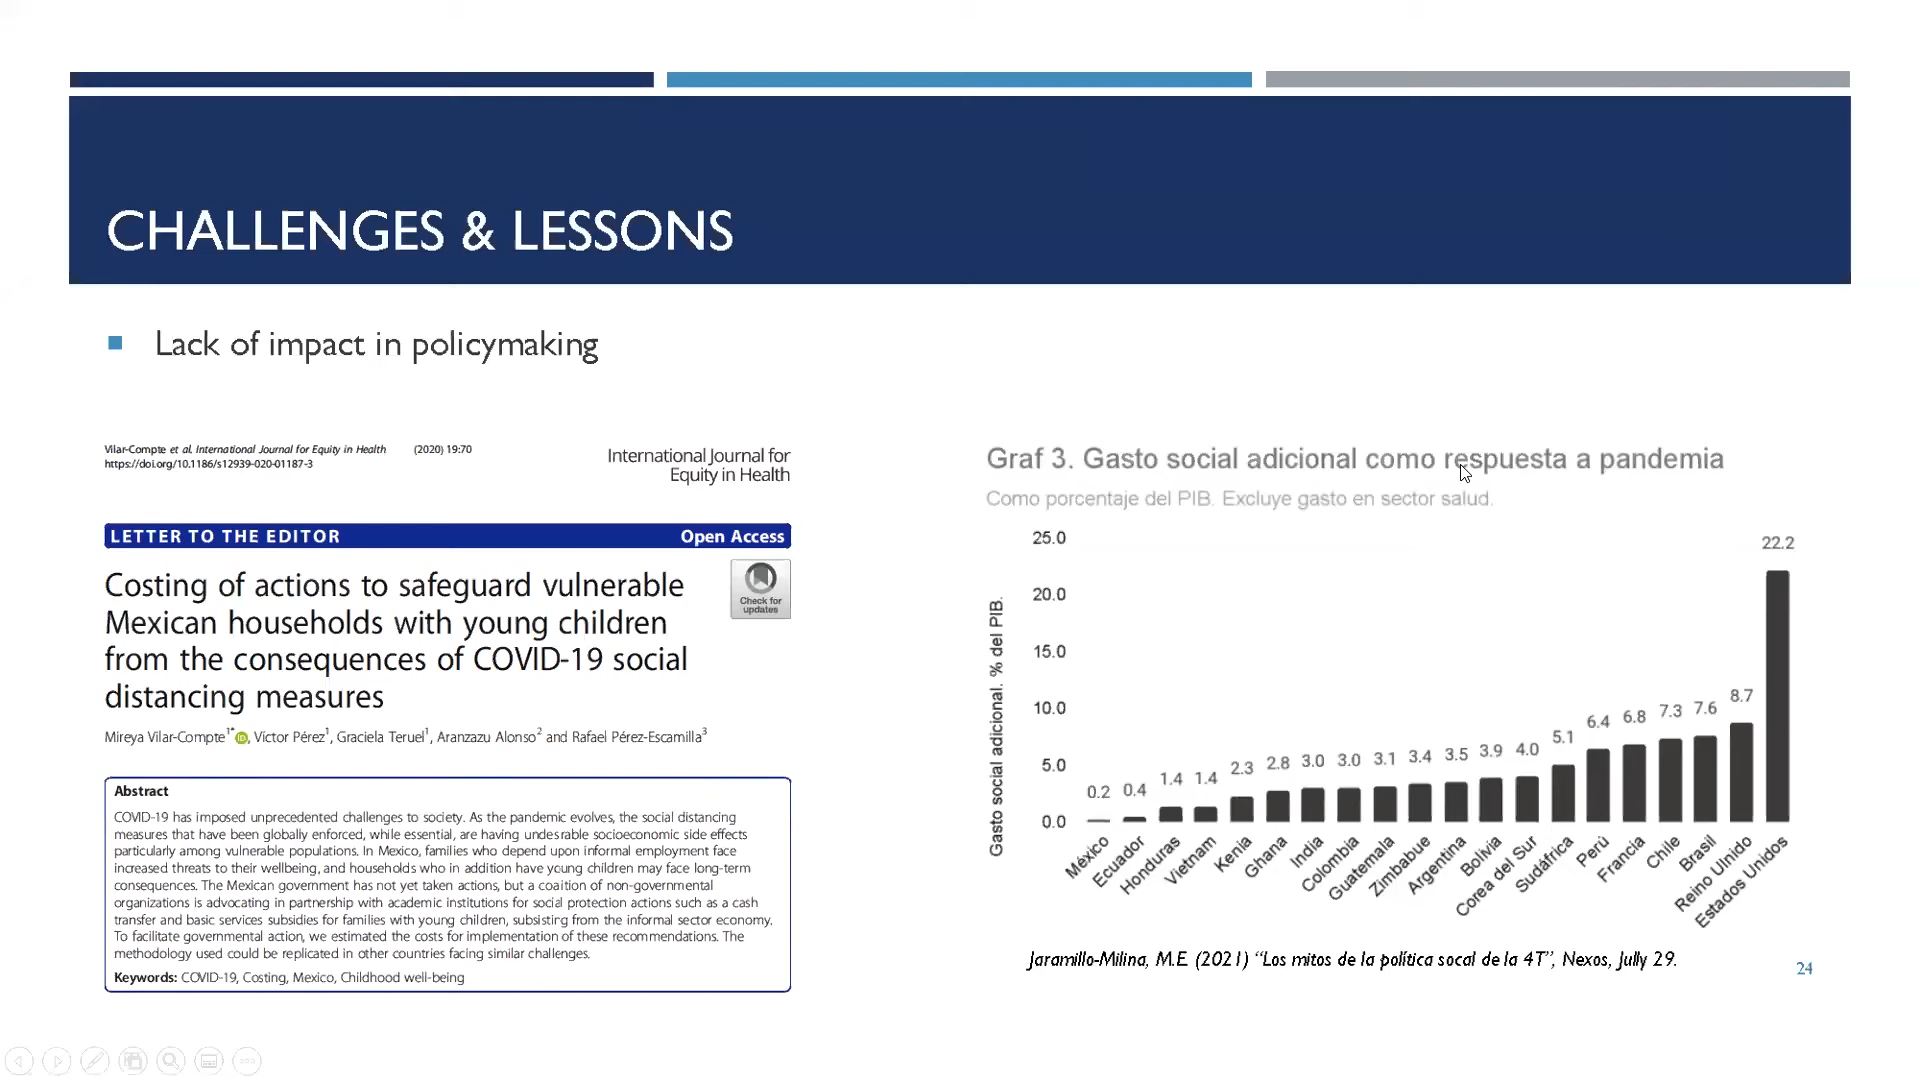 CHALLENGES & LESSONS
Lack of impact in policymaking
Vilar-Compte et al. International Journal for Equity in Health (2020) 19:70
https://doi.org/10.1186/s12939-020-01187-3
International Journal for
Equity in Health
LETTER TO THE EDITOR Open Access
Costing of actions to safeguard vulnerable
Mexican households with young children
from the consequences of COVID-19 social
distancing measures
Check for
updates
Mireya Vilar-Compte1*, Víctor Pérez1, Graciela Teruel1, Aranzazu Alonso2 and Rafael Pérez-Escamilla3
Abstract
COVID-19 has imposed unprecedented challenges to society. As the pandemic evolves, the social distancing
measures that have been globally enforced, while essential, are having undesirable socioeconomic side effects
particularly among vulnerable populations. In Mexico, families who depend upon informal employment face
increased threats to their wellbeing, and households who in addition have young children may face long-term
consequences. The Mexican government has not yet taken actions, but a coalition of non-governmental
organizations is advocating in partnership with academic institutions for social protection actions such as a cash
transfer and basic services subsidies for families with young children, subsisting from the informal sector economy.
To facilitate governmental action, we estimated the costs for implementation of these recommendations. The
methodology used could be replicated in other countries facing similar challenges.
Keywords: COVID-19, Costing, Mexico, Childhood well-being
Graf 3. Gasto social adicional como respuesta a pandemia
Como porcentaje del PIB. Excluye gasto en sector salud.
Gasto social adicional. % del PIB.
25.0
20.0
15.0
10.0
5.0
0.0
0.2 0.4 1.4 1.4 2.3 2.8 3.0 3.0 3.1 3.4 3.5 3.9 4.0 5.1 6.4 6.8 7.3 7.6 8.7 22.2
México
Ecuador
Honduras
Vietnam
Kenia
Ghana
India
Colombia
Guatemala
Zimbabue
Argentina
Bolivia
Corea del Sur
Sudáfrica
Perú
Francia
Chile
Brasil
Reino Unido
Estados Unidos
Jaramillo-Milina, M.E. (2021) “Los mitos de la política socal de la 4T”, Nexos, Jully 29.
24